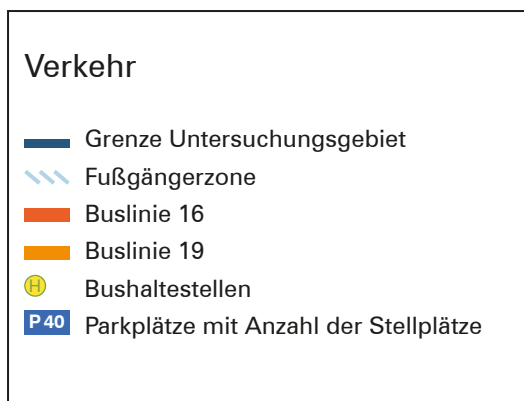 Verkehr
Grenze Untersuchungsgebiet
Fußgängerzone
Buslinie 16
Buslinie 19
H Bushaltestellen
P 40 Parkplätze mit Anzahl der Stellplätze